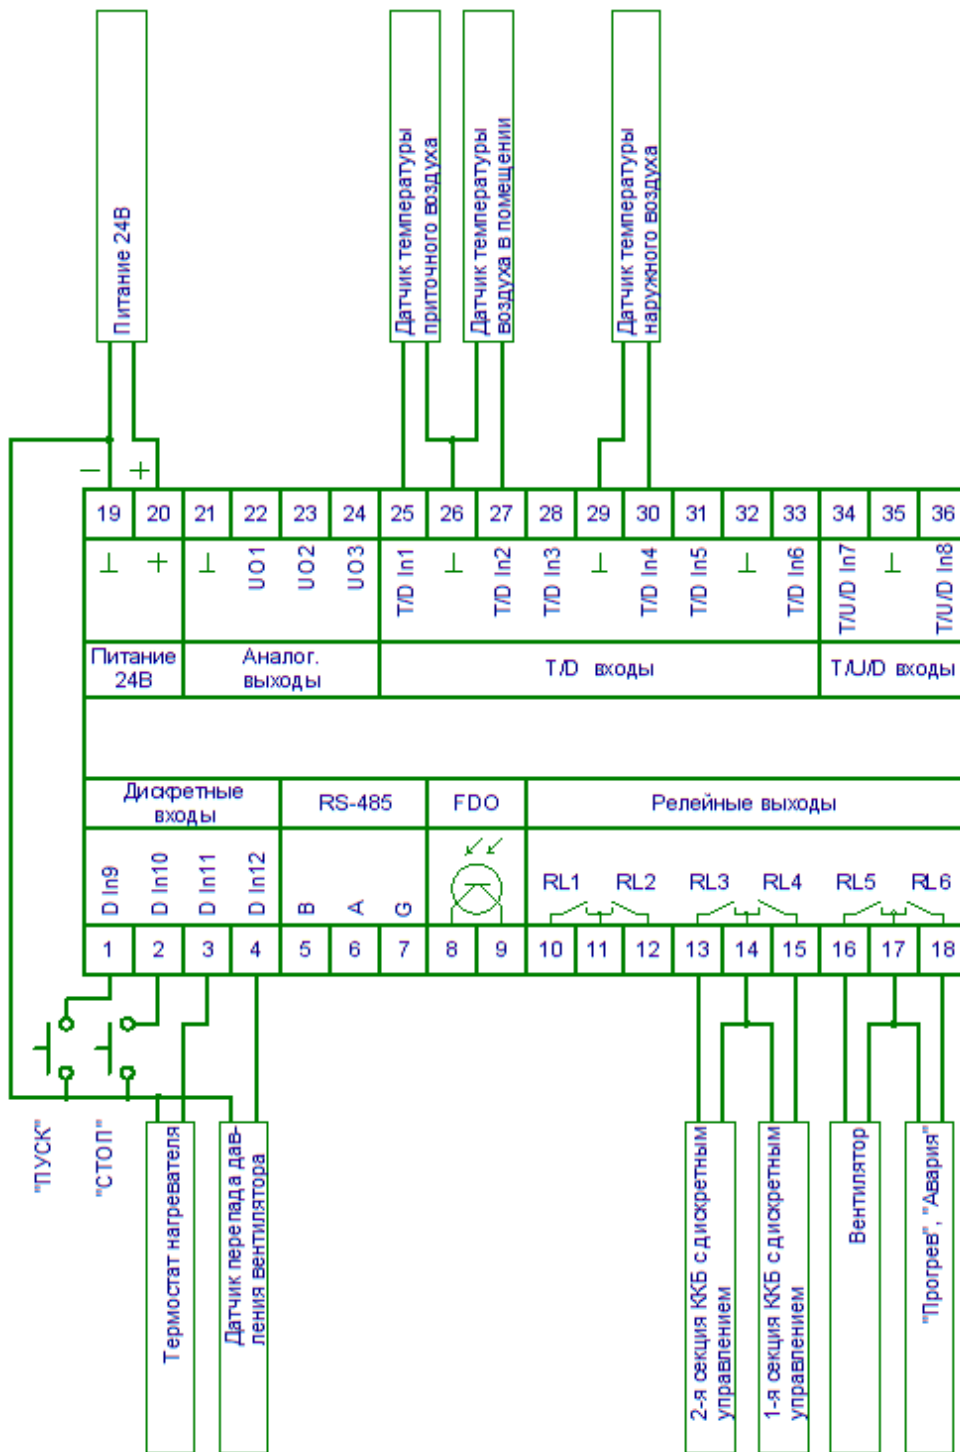 Питание 24В
Датчик температуры
приточного воздуха
Датчик температуры
воздуха в помещении
Датчик температуры
наружного воздуха
− +
19 20 21 22 23 24 25 26 27 28 29 30 31 32 33 34 35 36
⊥ + ⊥ UO1 UO2 UO3 T/D In1 ⊥ T/D In2 T/D In3 ⊥ T/D In4 T/D In5 ⊥ T/D In6 T/U/D In7 ⊥ T/U/D In8
Питание
24В
Аналог.
выходы
T/D входы
T/U/D входы
Дискретные
входы
RS-485
FDO
Релейные выходы
D In9 D In10 D In11 D In12 B A G
RL1 RL2 RL3 RL4 RL5 RL6
1 2 3 4 5 6 7 8 9 10 11 12 13 14 15 16 17 18
"ПУСК"
"СТОП"
Термостат нагревателя
Датчик перепада дав-
ления вентилятора
2-я секция ККБ с дискретным
управлением
1-я секция ККБ с дискретным
управлением
Вентилятор
"Прогрев", "Авария"